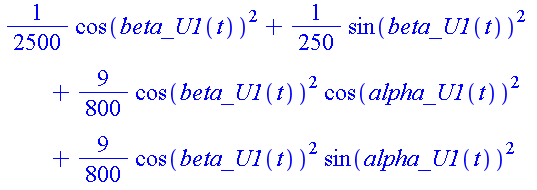 1/2500 cos(beta_U1(t))^2 + 1/250 sin(beta_U1(t))^2
+ 9/800 cos(beta_U1(t))^2 cos(alpha_U1(t))^2
+ 9/800 cos(beta_U1(t))^2 sin(alpha_U1(t))^2